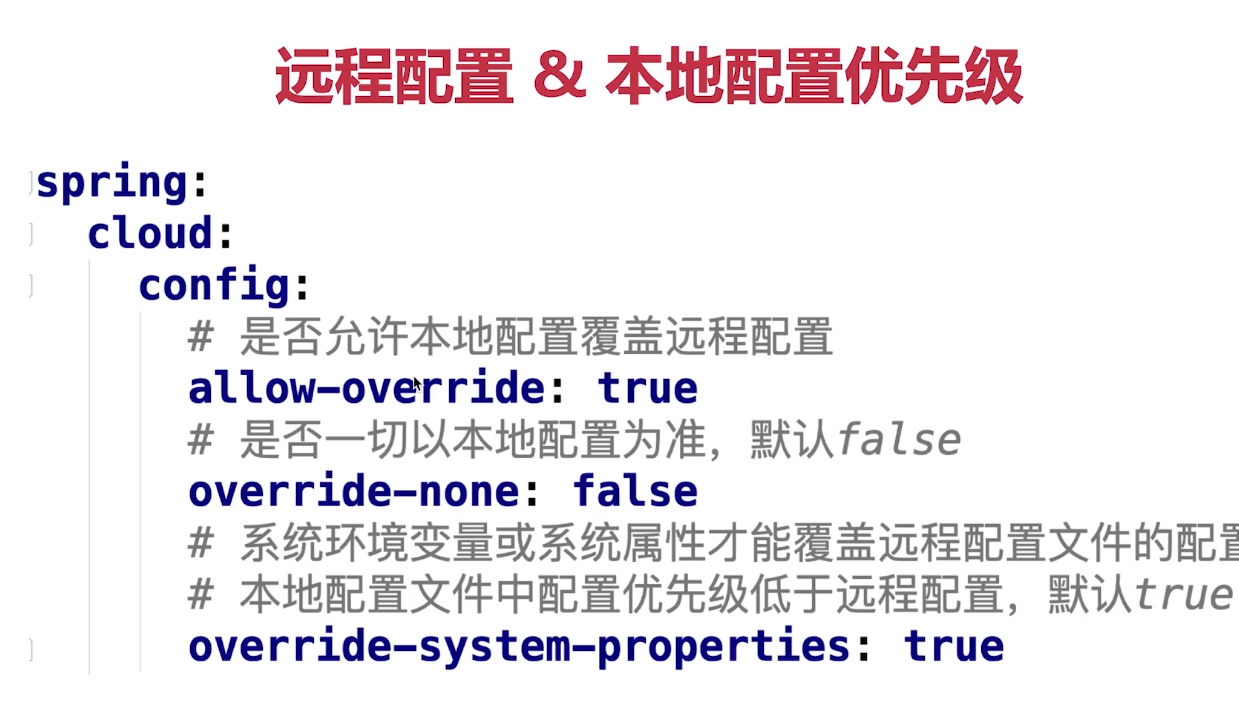 远程配置 & 本地配置优先级
spring:
cloud:
config:
# 是否允许本地配置覆盖远程配置
allow-override: true
# 是否一切以本地配置为准，默认false
override-none: false
# 系统环境变量或系统属性才能覆盖远程配置文件的配置
# 本地配置文件中配置优先级低于远程配置，默认true
override-system-properties: true